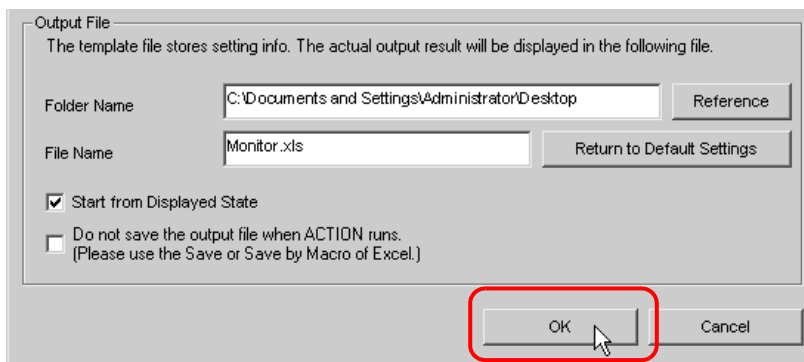 Output File
The template file stores setting info. The actual output result will be displayed in the following file.
Folder Name
C:\Documents and Settings\Administrator\Desktop
Reference
File Name
Monitor.xls
Return to Default Settings
Start from Displayed State
Do not save the output file when ACTION runs.
(Please use the Save or Save by Macro of Excel.)
OK
Cancel